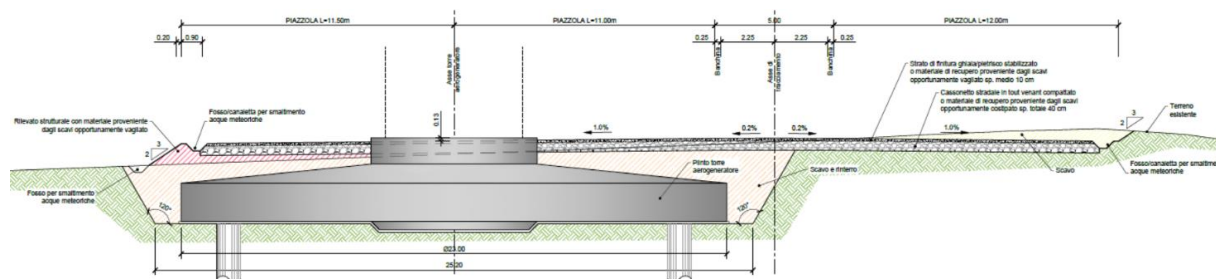 PIAZZOLA L=11.50m
PIAZZOLA L=11.00m
5.00
PIAZZOLA L=12.00m
0.20
0.90
0.25
2.25
2.25
0.25
Asse torre
aerogeneratore
Banchina
Asse di
tracciamento
Banchina
Strato di finitura ghiaia/pietrisco stabilizzato
o materiale di recupero proveniente dagli scavi
opportunamente vagliato sp. medio 10 cm
Cassonetto stradale in tout venant compattato
o materiale di recupero proveniente dagli scavi
opportunamente costipato sp. totale 40 cm
Fosso/canaletta per smaltimento
acque meteoriche
Rilevato strutturale con materiale proveniente
dagli scavi opportunamente vagliato
3
2
0.13
1.0%
0.2%
0.2%
1.0%
3
2
Terreno
esistente
Fosso per smaltimento
acque meteoriche
Plinto torre
aerogeneratore
Scavo e rinterro
Scavo
Fosso/canaletta per smaltime
acque meteoriche
120°
120°
Ø23.00
25.20